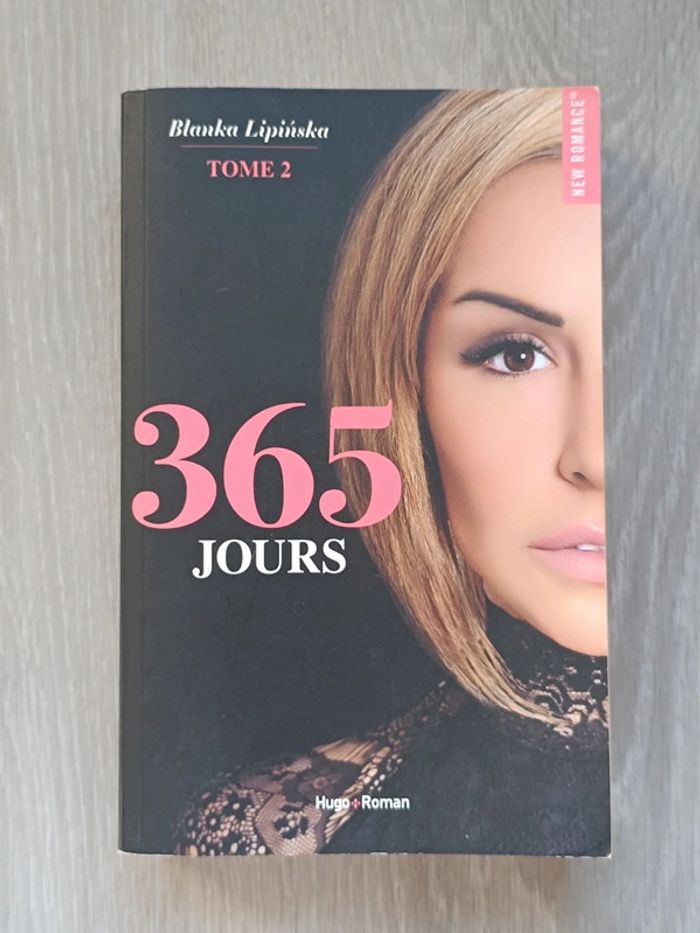 Blanka Lipińska
TOME 2
NEW ROMANCE®
365
JOURS
Hugo+Roman